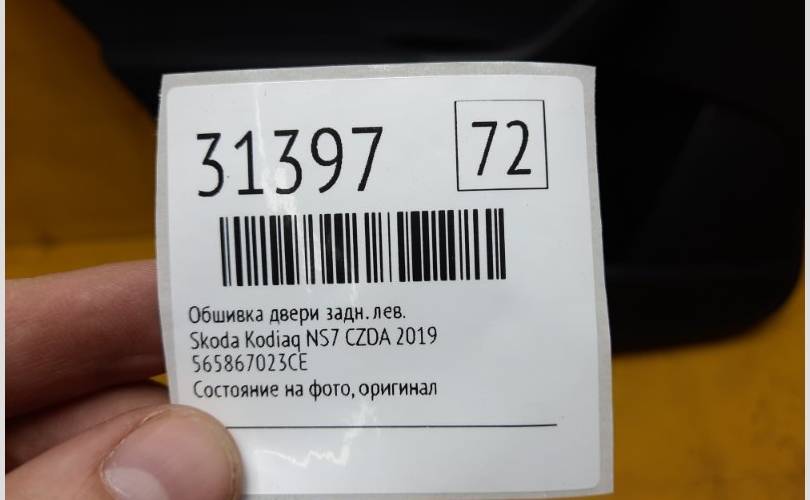 31397
72
Обшивка двери задн. лев.
Skoda Kodiaq NS7 CZDA 2019
565867023CE
Состояние на фото, оригинал